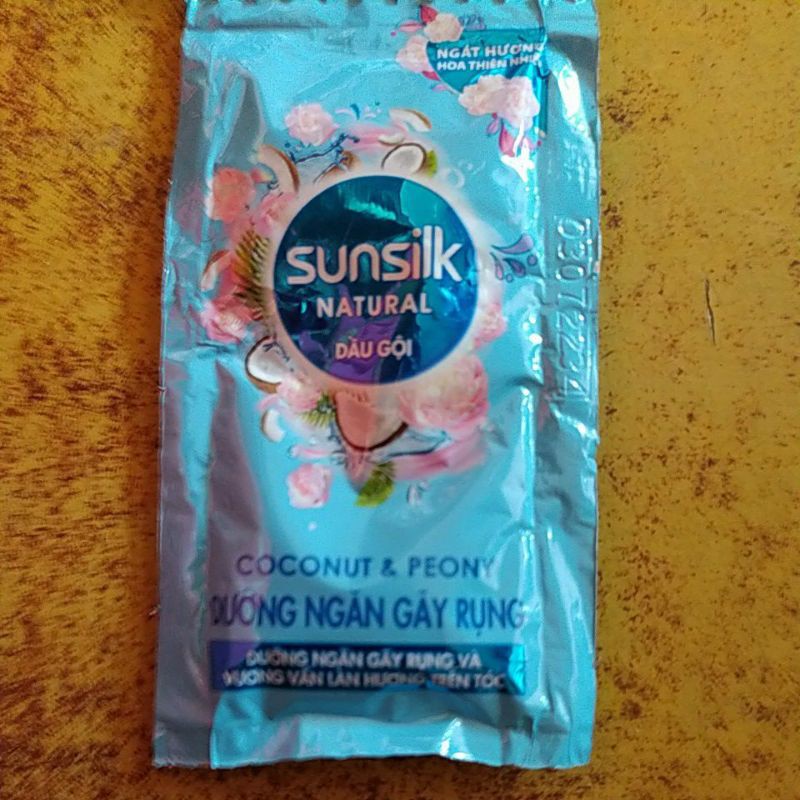 NGÁT HƯƠNG
HOA THIÊN NHIÊN
sunsilk
NATURAL
DẦU GỘI
COCONUT & PEONY
DƯỠNG NGĂN GÃY RỤNG
DƯỠNG NGĂN GÃY RỤNG VÀ
VƯƠNG VẤN LÀN HƯƠNG TRÊN TÓC